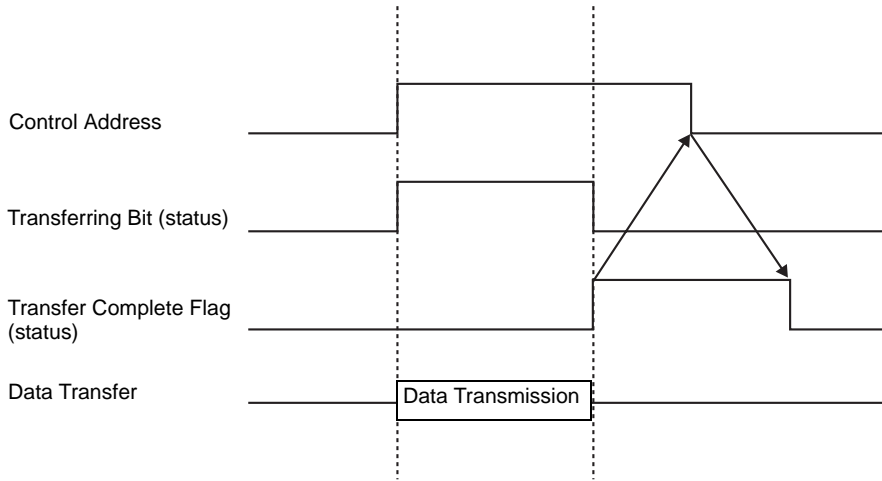 Control Address
Transferring Bit (status)
Transfer Complete Flag
(status)
Data Transfer
Data Transmission